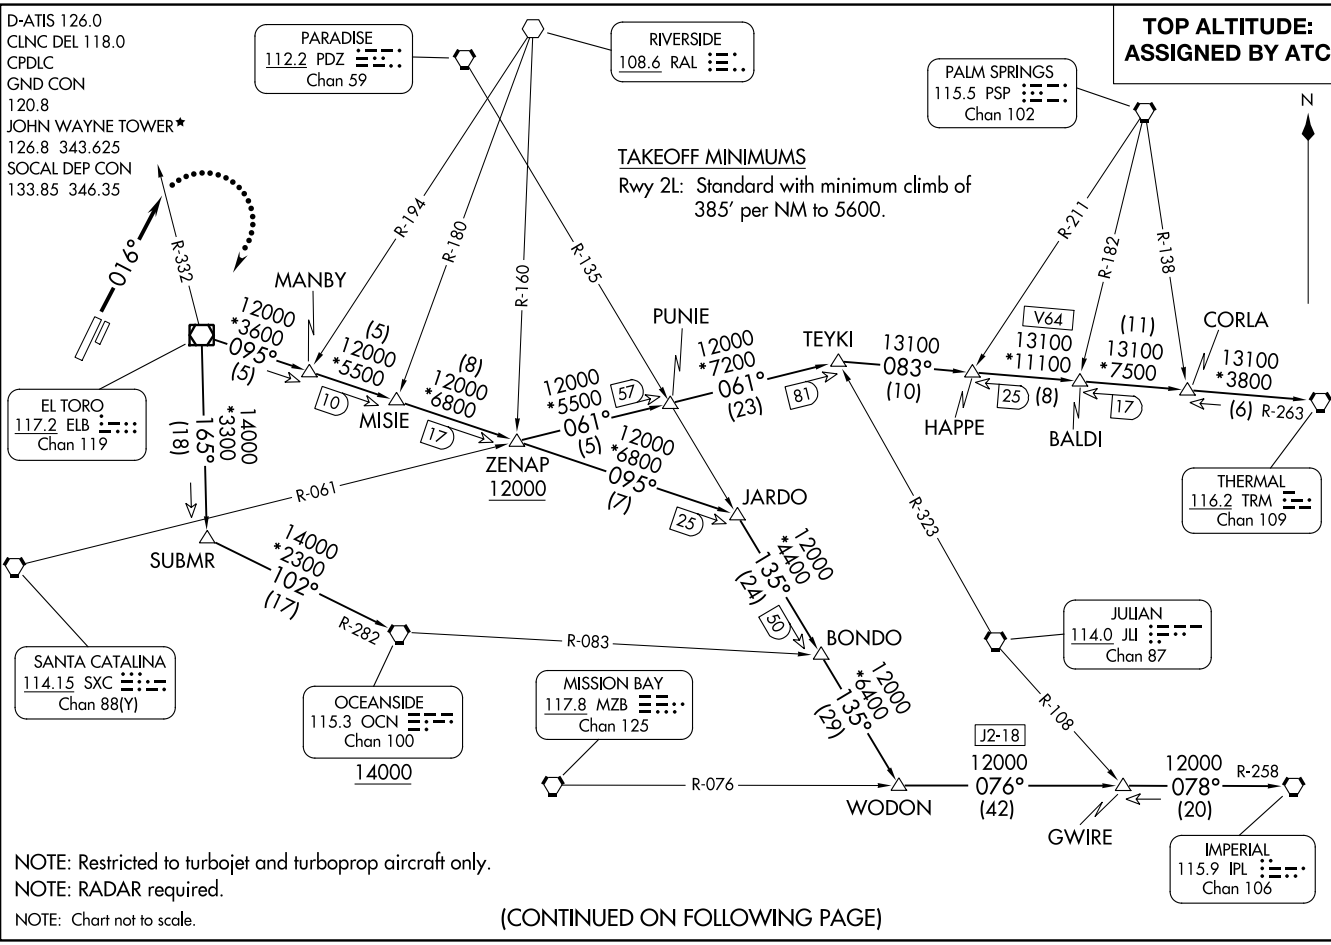 D-ATIS 126.0
CLNC DEL 118.0
CPDLC
GND CON
120.8
JOHN WAYNE TOWER★
126.8 343.625
SOCAL DEP CON
133.85 346.35
PARADISE
112.2 PDZ
Chan 59
RIVERSIDE
108.6 RAL
TOP ALTITUDE:
ASSIGNED BY ATC
PALM SPRINGS
115.5 PSP
Chan 102
N
TAKEOFF MINIMUMS
Rwy 2L: Standard with minimum climb of
385' per NM to 5600.
016°
R-332
R-194
R-180
R-160
R-135
R-211
R-182
R-138
MANBY
12000
*3600
095°
(5)
(5)
12000
*5500
10
MISIE
(8)
12000
*6800
17
ZENAP
12000
12000
*5500
061°
(5)
57
PUNIE
12000
*7200
061°
(23)
81
TEYKI
13100
083°
(10)
HAPPE
V64
13100
*11100
25
(8)
BALDI
(11)
13100
*7500
17
CORLA
13100
*3800
(6)
R-263
THERMAL
116.2 TRM
Chan 109
EL TORO
117.2 ELB
Chan 119
14000
*3300
165°
(18)
R-061
12000
*6800
095°
(7)
25
JARDO
R-323
SUBMR
14000
*2300
102°
(17)
R-282
12000
*4400
135°
(24)
50
BONDO
R-083
JULIAN
114.0 JLI
Chan 87
SANTA CATALINA
114.15 SXC
Chan 88(Y)
OCEANSIDE
115.3 OCN
Chan 100
14000
MISSION BAY
117.8 MZB
Chan 125
12000
*6400
135°
(29)
R-108
R-076
WODON
J2-18
12000
076°
(42)
GWIRE
12000
078°
(20)
R-258
IMPERIAL
115.9 IPL
Chan 106
NOTE: Restricted to turbojet and turboprop aircraft only.
NOTE: RADAR required.
NOTE: Chart not to scale.
(CONTINUED ON FOLLOWING PAGE)